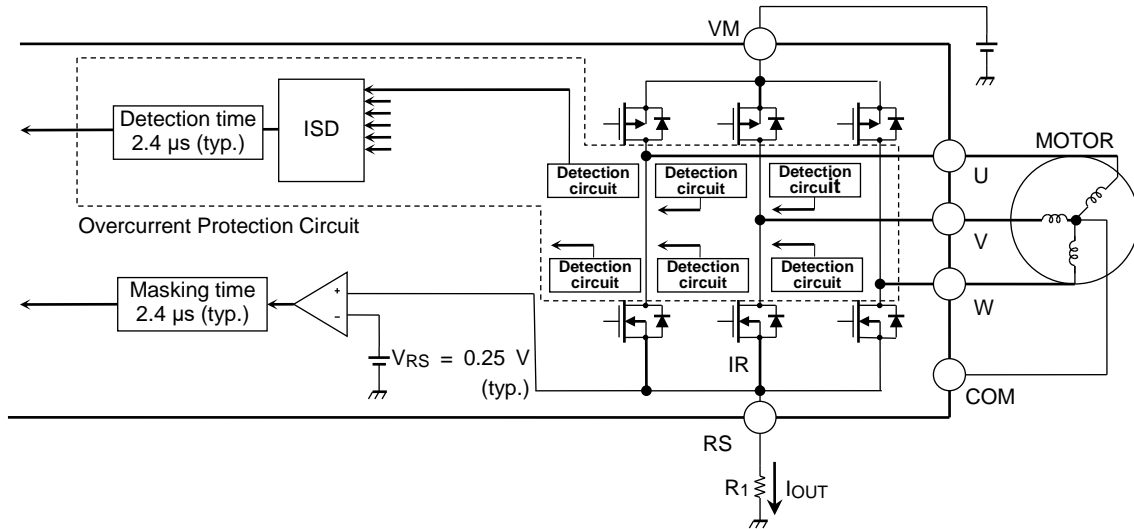 VM
Detection time
2.4 µs (typ.)
ISD
MOTOR
Detection
circuit
Detection
circuit
Detection
circuit
U
Overcurrent Protection Circuit
V
Detection
circuit
Detection
circuit
Detection
circuit
Masking time
2.4 µs (typ.)
+
−
W
VRS = 0.25 V
(typ.)
IR
COM
RS
R1
IOUT